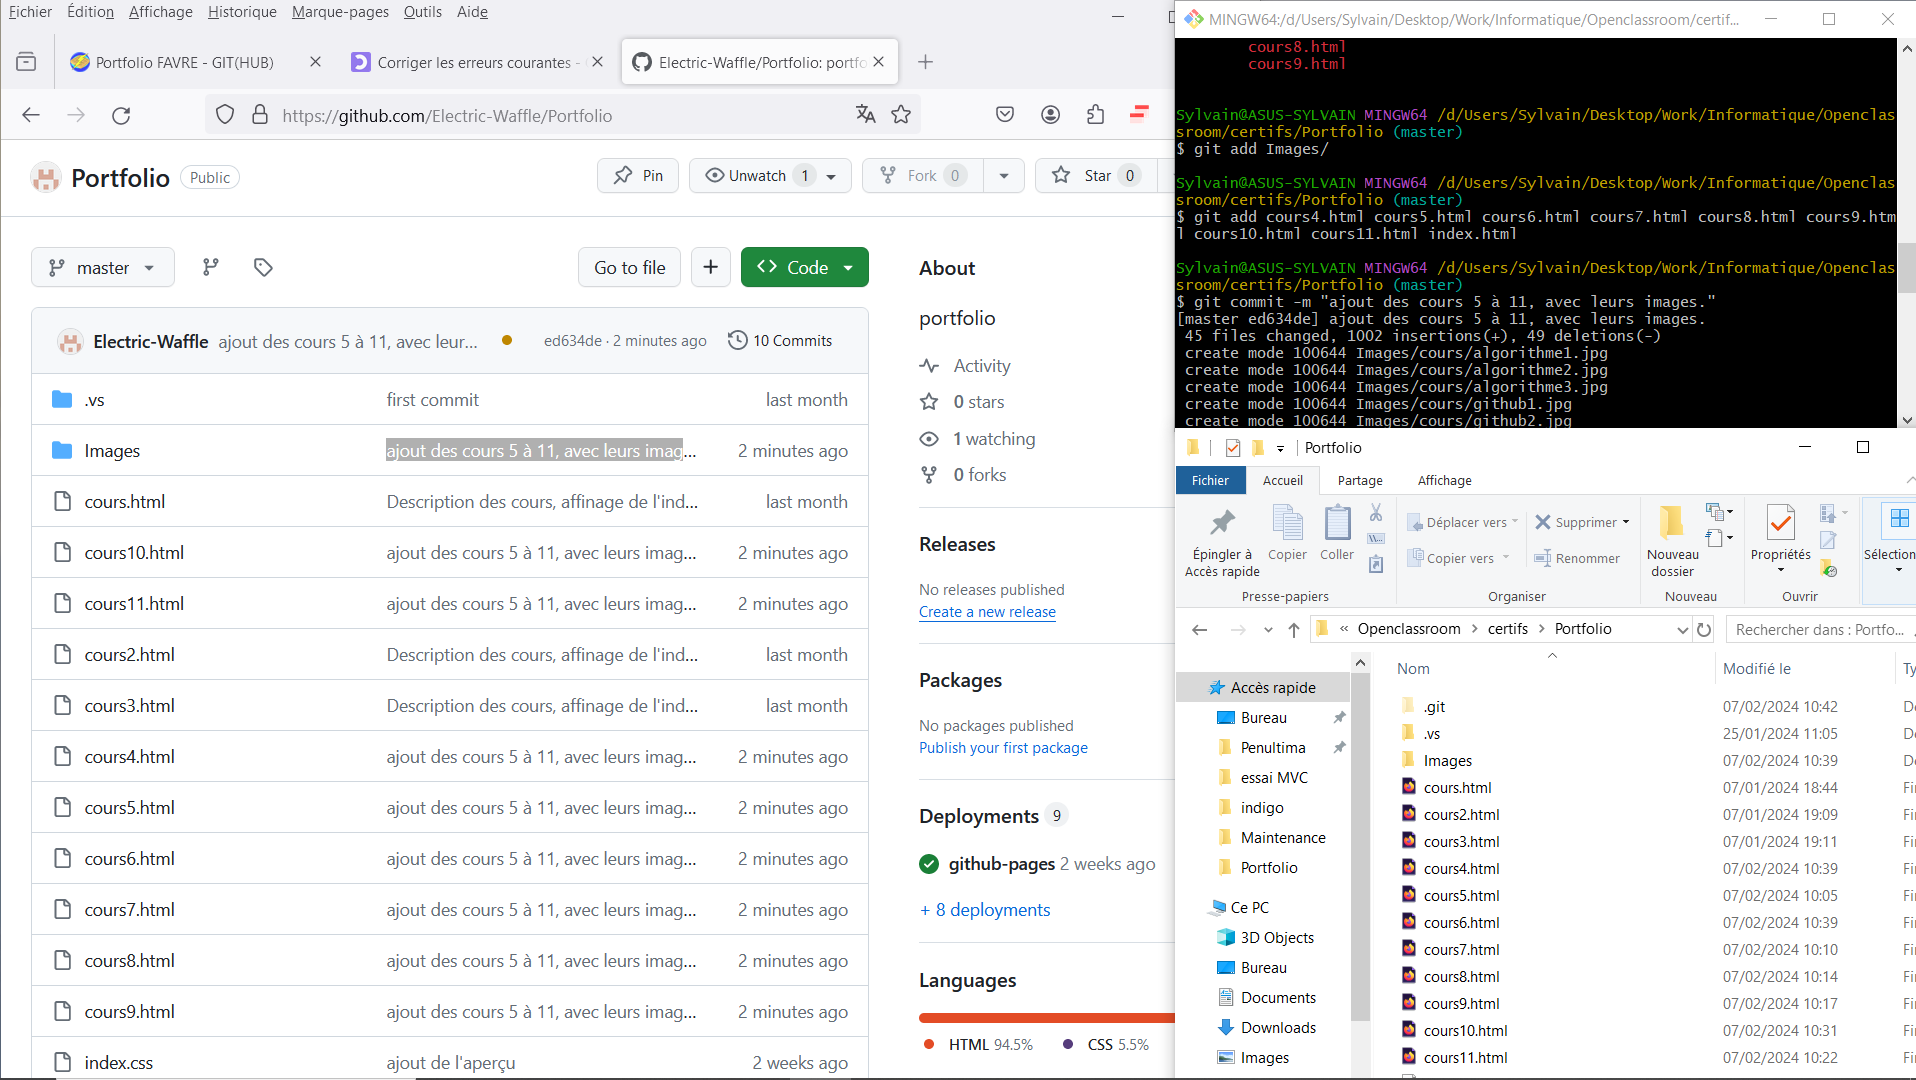 Fichier Édition Affichage Historique Marque-pages Outils Aide
Portfolio FAVRE - GIT(HUB)
Corriger les erreurs courantes -
Electric-Waffle/Portfolio: portfo
https://github.com/Electric-Waffle/Portfolio
Portfolio Public
Pin
Unwatch 1
Fork 0
Star 0
master
Go to file
Code
Electric-Waffle ajout des cours 5 à 11, avec leur... ed634de · 2 minutes ago 10 Commits
.vs first commit last month
Images ajout des cours 5 à 11, avec leurs imag... 2 minutes ago
cours.html Description des cours, affinage de l'ind... last month
cours10.html ajout des cours 5 à 11, avec leurs imag... 2 minutes ago
cours11.html ajout des cours 5 à 11, avec leurs imag... 2 minutes ago
cours2.html Description des cours, affinage de l'ind... last month
cours3.html Description des cours, affinage de l'ind... last month
cours4.html ajout des cours 5 à 11, avec leurs imag... 2 minutes ago
cours5.html ajout des cours 5 à 11, avec leurs imag... 2 minutes ago
cours6.html ajout des cours 5 à 11, avec leurs imag... 2 minutes ago
cours7.html ajout des cours 5 à 11, avec leurs imag... 2 minutes ago
cours8.html ajout des cours 5 à 11, avec leurs imag... 2 minutes ago
cours9.html ajout des cours 5 à 11, avec leurs imag... 2 minutes ago
index.css ajout de l'aperçu 2 weeks ago
About
portfolio
Activity
0 stars
1 watching
0 forks
Releases
No releases published
Create a new release
Packages
No packages published
Publish your first package
Deployments 9
github-pages 2 weeks ago
+ 8 deployments
Languages
HTML 94.5% CSS 5.5%
MINGW64:/d/Users/Sylvain/Desktop/Work/Informatique/Openclassroom/certif...
cours8.html
cours9.html
Sylvain@ASUS-SYLVAIN MINGW64 /d/Users/Sylvain/Desktop/Work/Informatique/Openclas
sroom/certifs/Portfolio (master)
$ git add Images/
Sylvain@ASUS-SYLVAIN MINGW64 /d/Users/Sylvain/Desktop/Work/Informatique/Openclas
sroom/certifs/Portfolio (master)
$ git add cours4.html cours5.html cours6.html cours7.html cours8.html cours9.htm
l cours10.html cours11.html index.html
Sylvain@ASUS-SYLVAIN MINGW64 /d/Users/Sylvain/Desktop/Work/Informatique/Openclas
sroom/certifs/Portfolio (master)
$ git commit -m "ajout des cours 5 à 11, avec leurs images."
[master ed634de] ajout des cours 5 à 11, avec leurs images.
45 files changed, 1002 insertions(+), 49 deletions(-)
create mode 100644 Images/cours/algorithme1.jpg
create mode 100644 Images/cours/algorithme2.jpg
create mode 100644 Images/cours/algorithme3.jpg
create mode 100644 Images/cours/github1.jpg
create mode 100644 Images/cours/github2.jpg
Portfolio
Fichier Accueil Partage Affichage
Épingler à
Accès rapide
Copier
Coller
Déplacer vers
Copier vers
Supprimer
Renommer
Nouveau
dossier
Propriétés
Sélection
Presse-papiers Organiser Nouveau Ouvrir
« Openclassroom > certifs > Portfolio
Rechercher dans : Portfo...
Accès rapide
Bureau
Penultima
essai MVC
indigo
Maintenance
Portfolio
Ce PC
3D Objects
Bureau
Documents
Downloads
Images
Nom Modifié le Ty
.git 07/02/2024 10:42 Do
.vs 25/01/2024 11:05 Do
Images 07/02/2024 10:39 Do
cours.html 07/01/2024 18:44 Fir
cours2.html 07/01/2024 19:09 Fir
cours3.html 07/01/2024 19:11 Fir
cours4.html 07/02/2024 10:39 Fir
cours5.html 07/02/2024 10:05 Fir
cours6.html 07/02/2024 10:39 Fir
cours7.html 07/02/2024 10:10 Fir
cours8.html 07/02/2024 10:14 Fir
cours9.html 07/02/2024 10:17 Fir
cours10.html 07/02/2024 10:31 Fir
cours11.html 07/02/2024 10:22 Fir